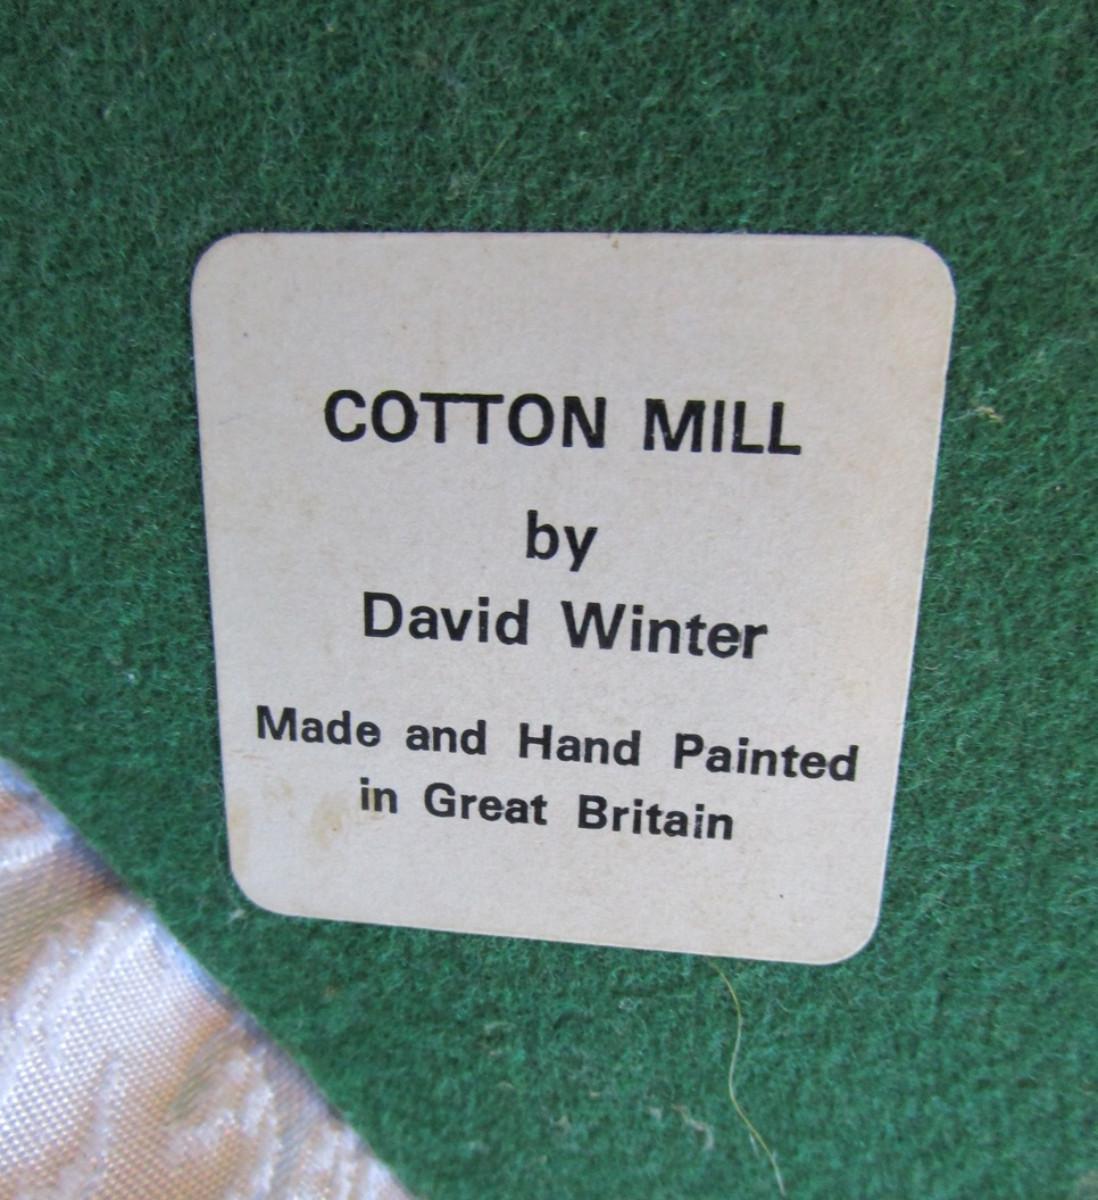 COTTON MILL
by
David Winter
Made and Hand Painted
in Great Britain